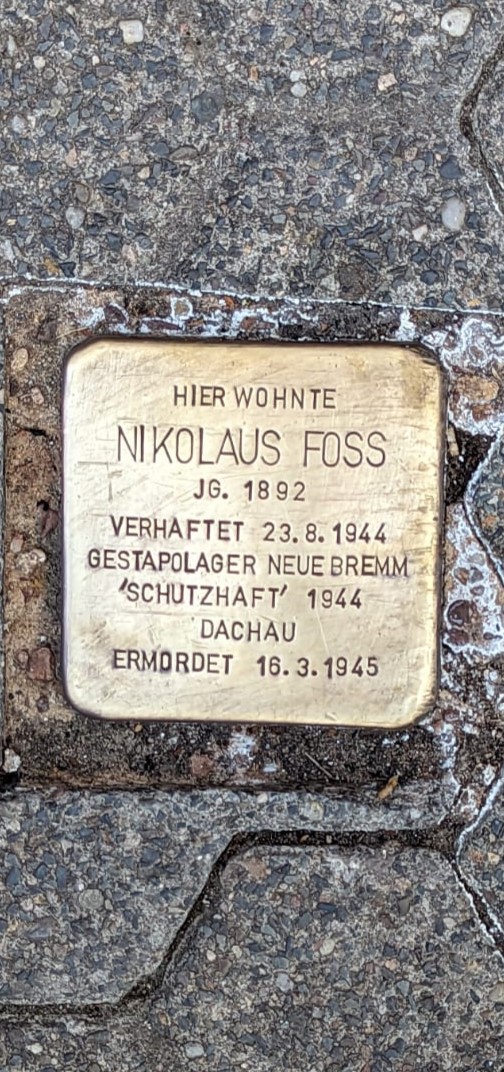 HIER WOHNTE
NIKOLAUS FOSS
JG. 1892
VERHAFTET 23.8.1944
GESTAPOLAGER NEUE BREMM
'SCHUTZHAFT' 1944
DACHAU
ERMORDET 16.3.1945